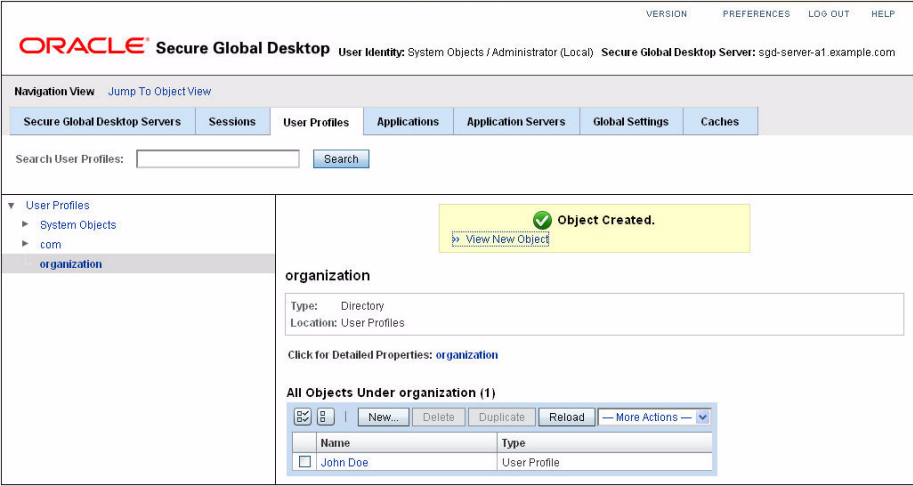 VERSION PREFERENCES LOG OUT HELP
ORACLE Secure Global Desktop User Identity: System Objects / Administrator (Local) Secure Global Desktop Server: sgd-server-a1.example.com
Navigation View Jump To Object View
Secure Global Desktop Servers Sessions User Profiles Applications Application Servers Global Settings Caches
Search User Profiles: Search
User Profiles
System Objects
com
organization
Object Created.
» View New Object
organization
Type: Directory
Location: User Profiles
Click for Detailed Properties: organization
All Objects Under organization (1)
New... Delete Duplicate Reload — More Actions —
Name Type
John Doe User Profile